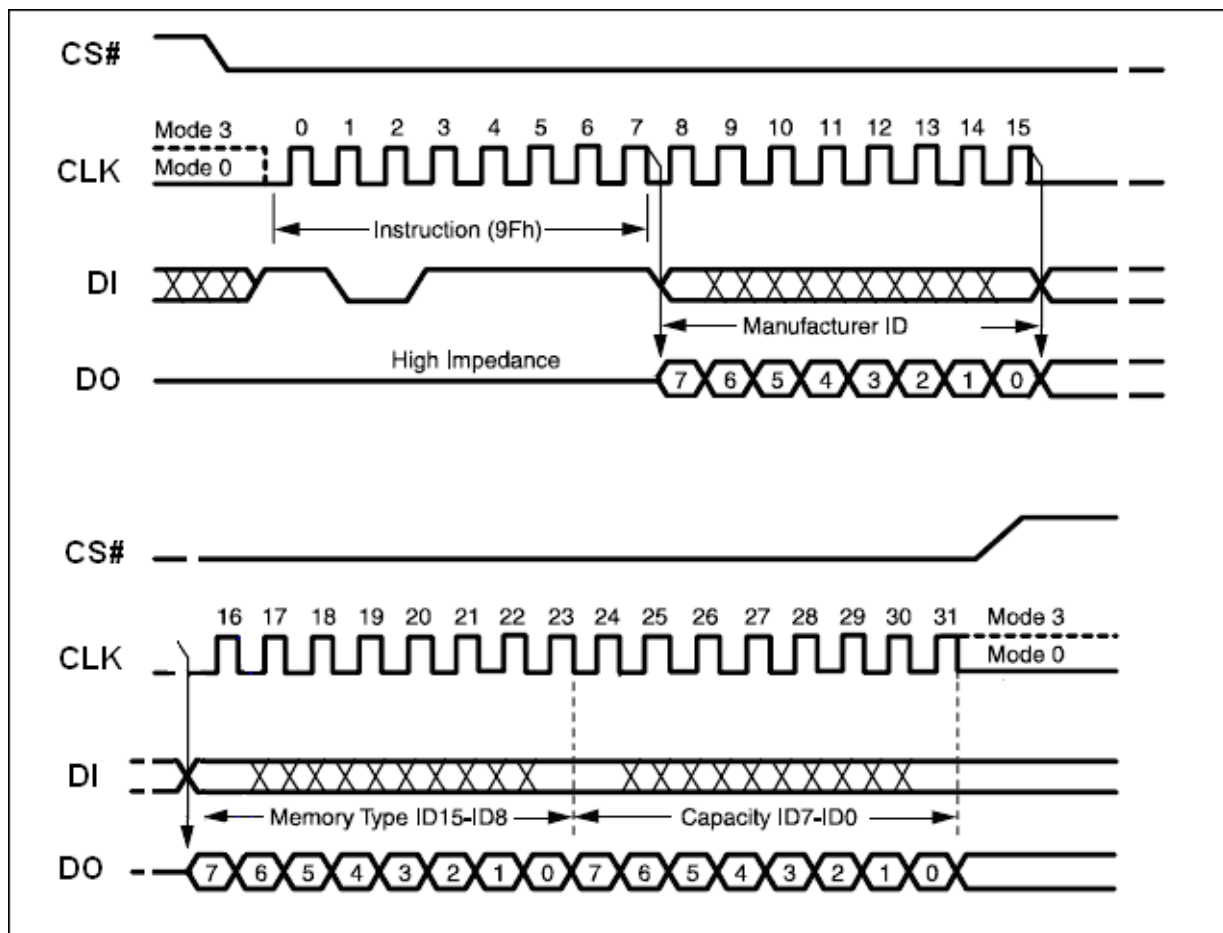 CS#
Mode 3 0 1 2 3 4 5 6 7 8 9 10 11 12 13 14 15
CLK Mode 0
Instruction (9Fh)
DI
Manufacturer ID
High Impedance
DO 7 6 5 4 3 2 1 0
CS#
16 17 18 19 20 21 22 23 24 25 26 27 28 29 30 31 Mode 3
CLK Mode 0
DI
Memory Type ID15-ID8 Capacity ID7-ID0
DO 7 6 5 4 3 2 1 0 7 6 5 4 3 2 1 0